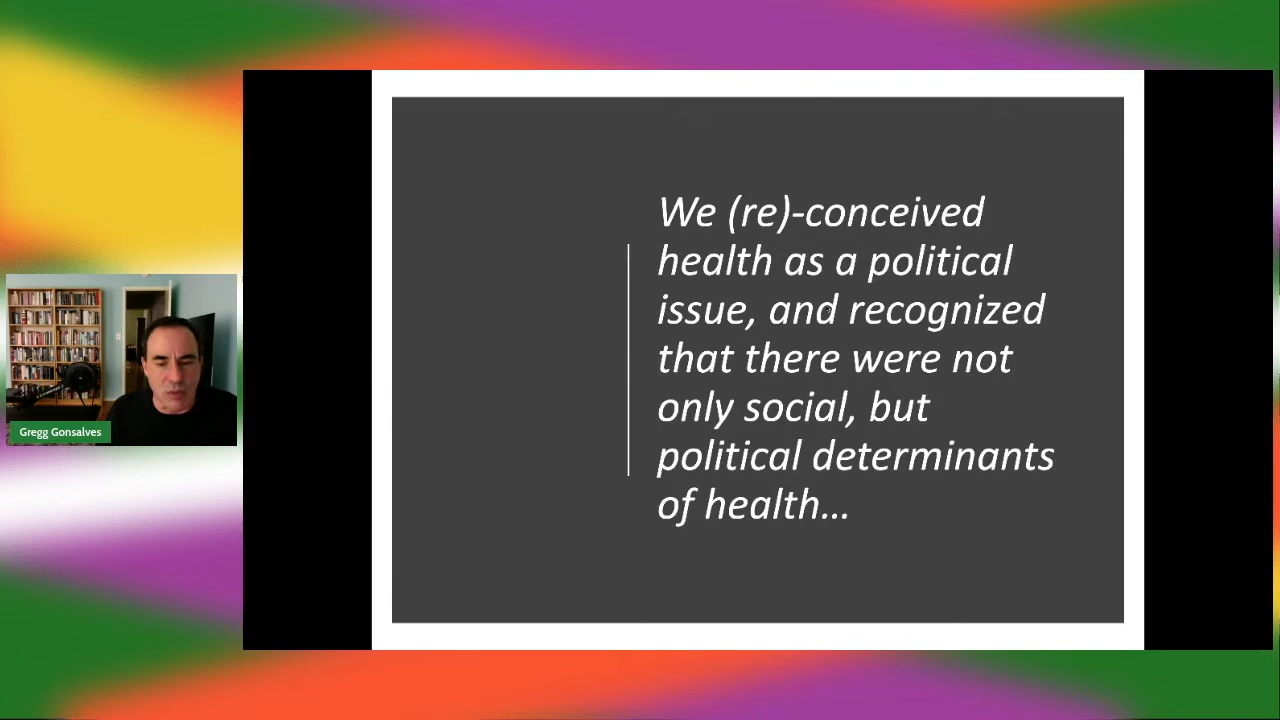 We (re)-conceived
health as a political
issue, and recognized
that there were not
only social, but
political determinants
of health...
Gregg Gonsalves